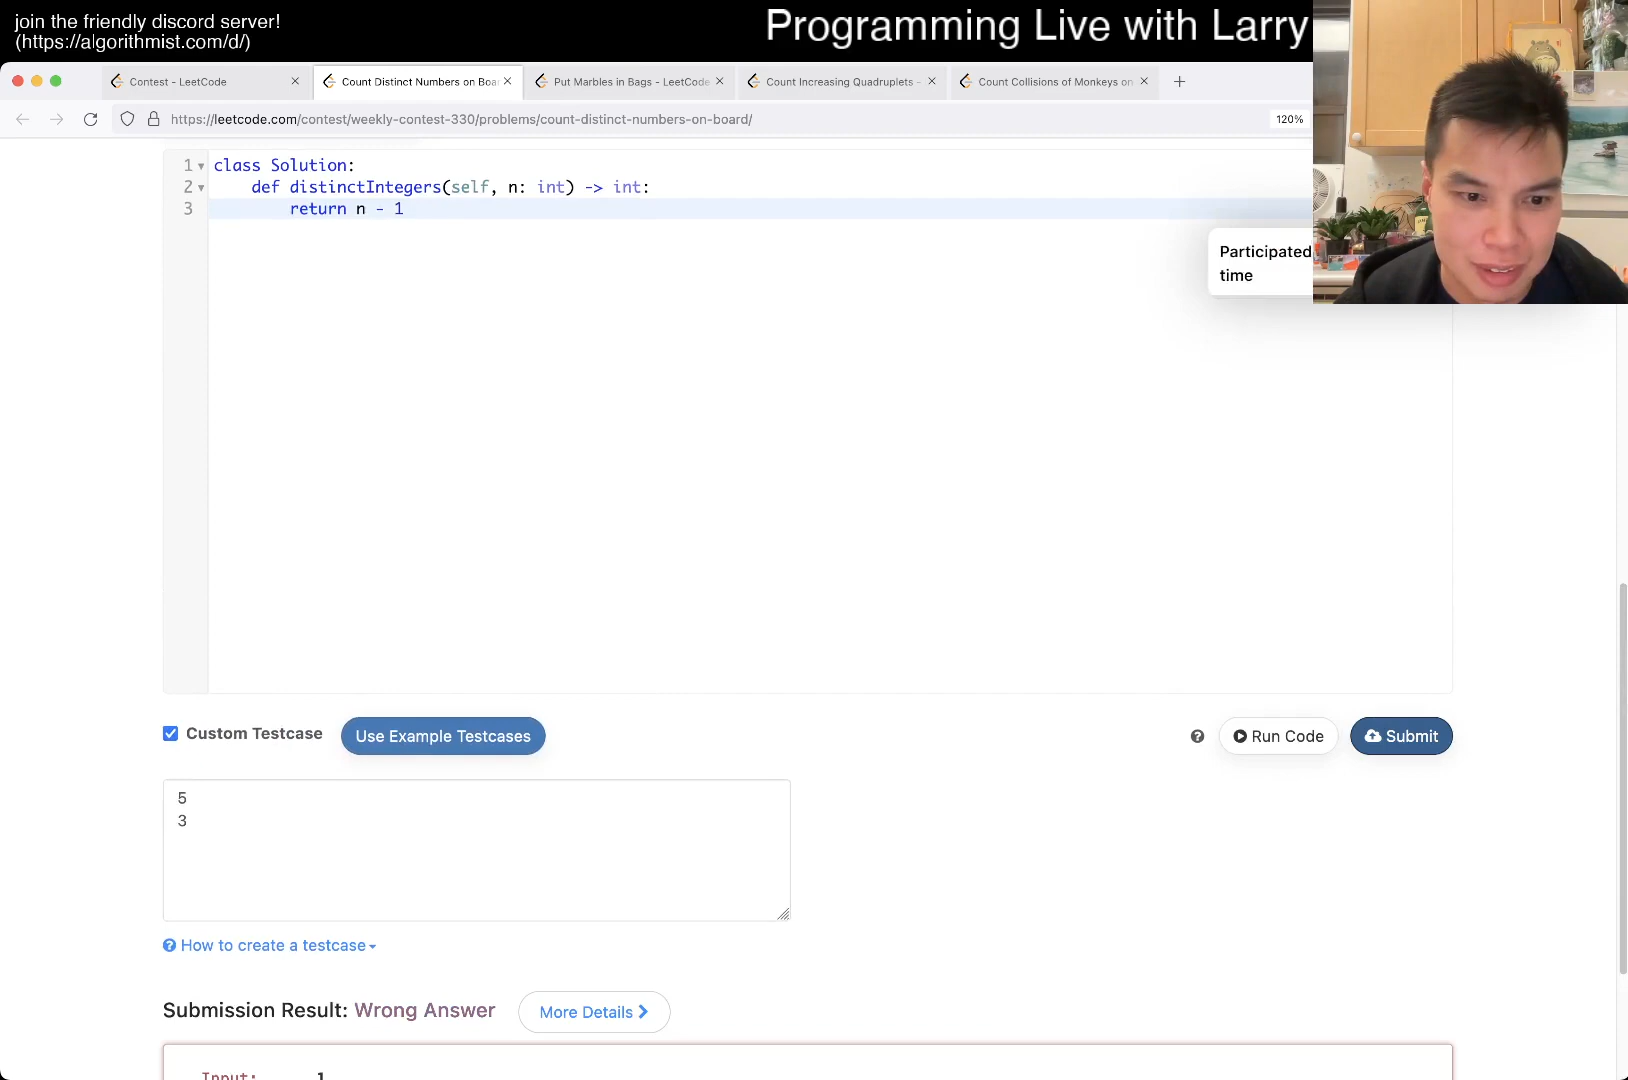 join the friendly discord server!
(https://algorithmist.com/d/)
Programming Live with Larry
Contest - LeetCode
Count Distinct Numbers on Boar
Put Marbles in Bags - LeetCode
Count Increasing Quadruplets -
Count Collisions of Monkeys on
https://leetcode.com/contest/weekly-contest-330/problems/count-distinct-numbers-on-board/
120%
1 class Solution:
2 def distinctIntegers(self, n: int) -> int:
3 return n - 1
Participated
time
Custom Testcase
Use Example Testcases
Run Code
Submit
5
3
How to create a testcase
Submission Result: Wrong Answer
More Details
Input: 1